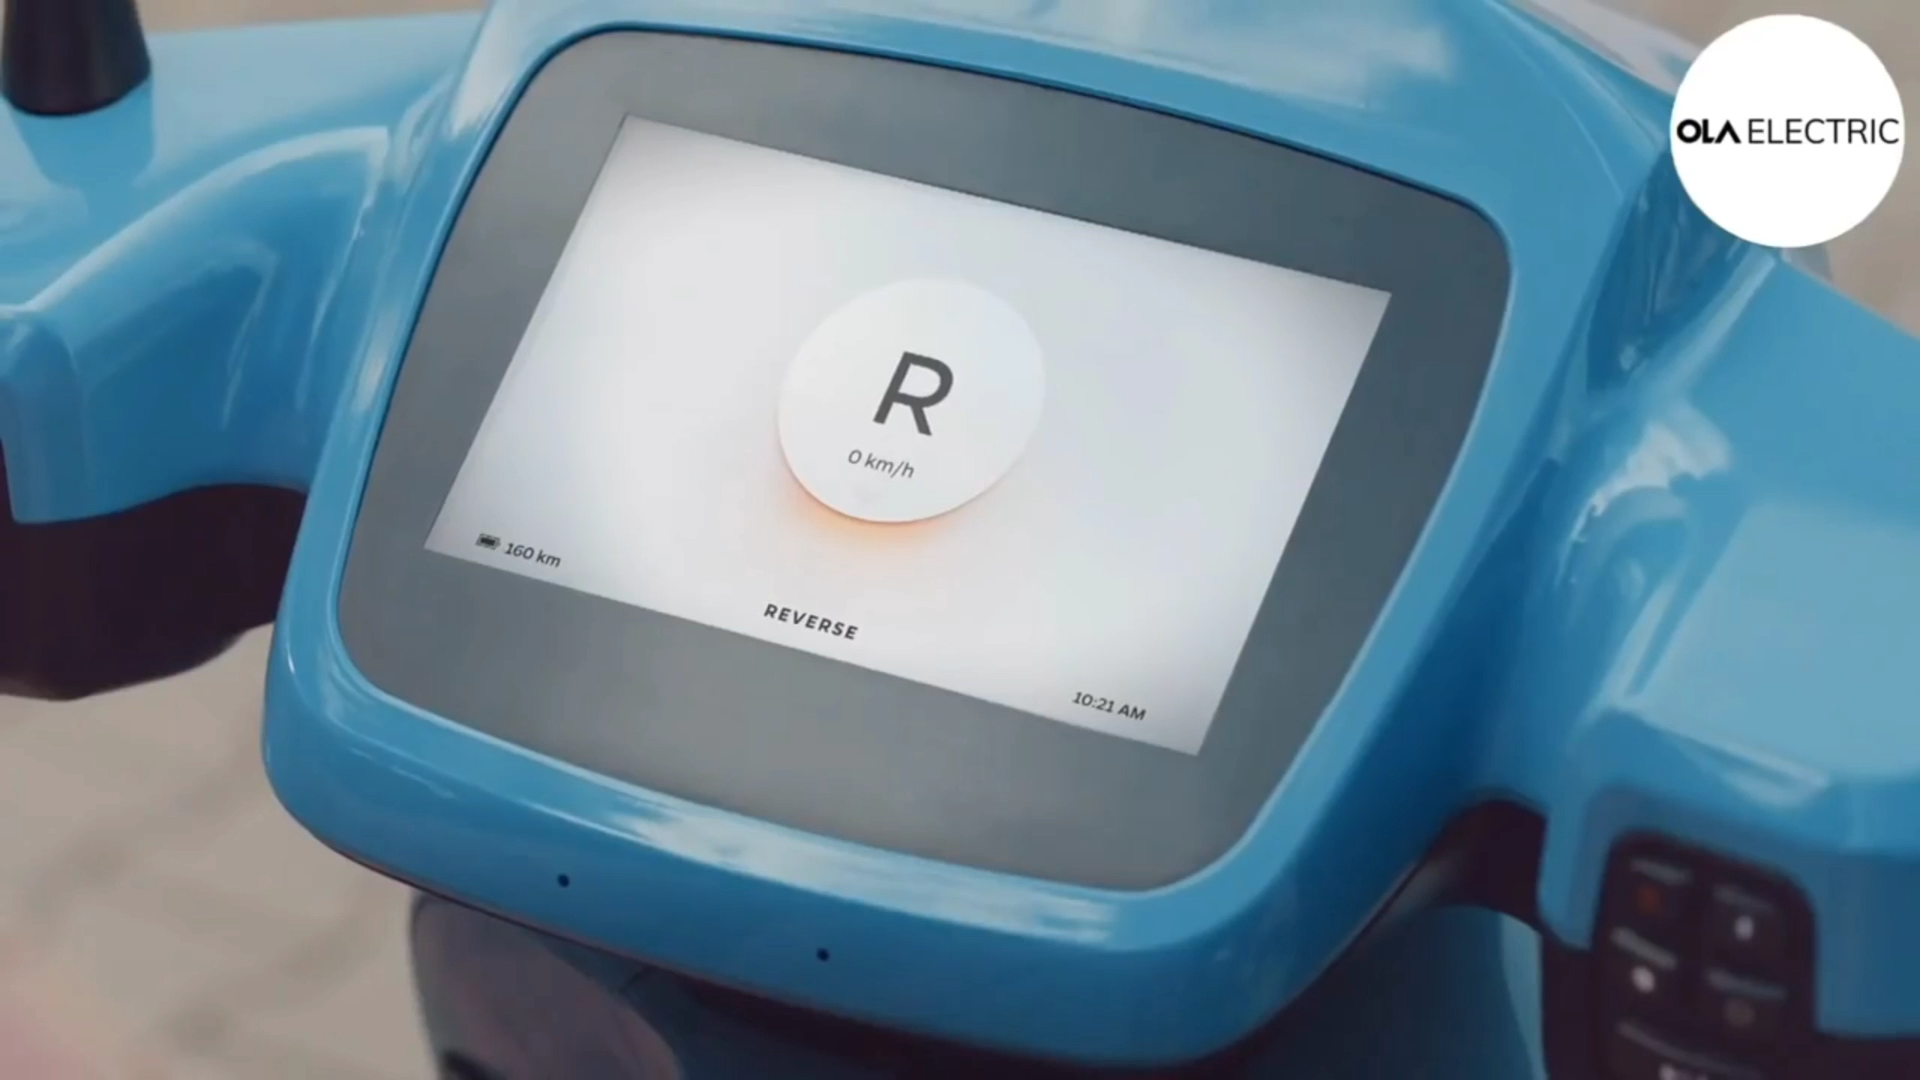 OLA ELECTRIC
R
0 km/h
160 km
REVERSE
10:21 AM